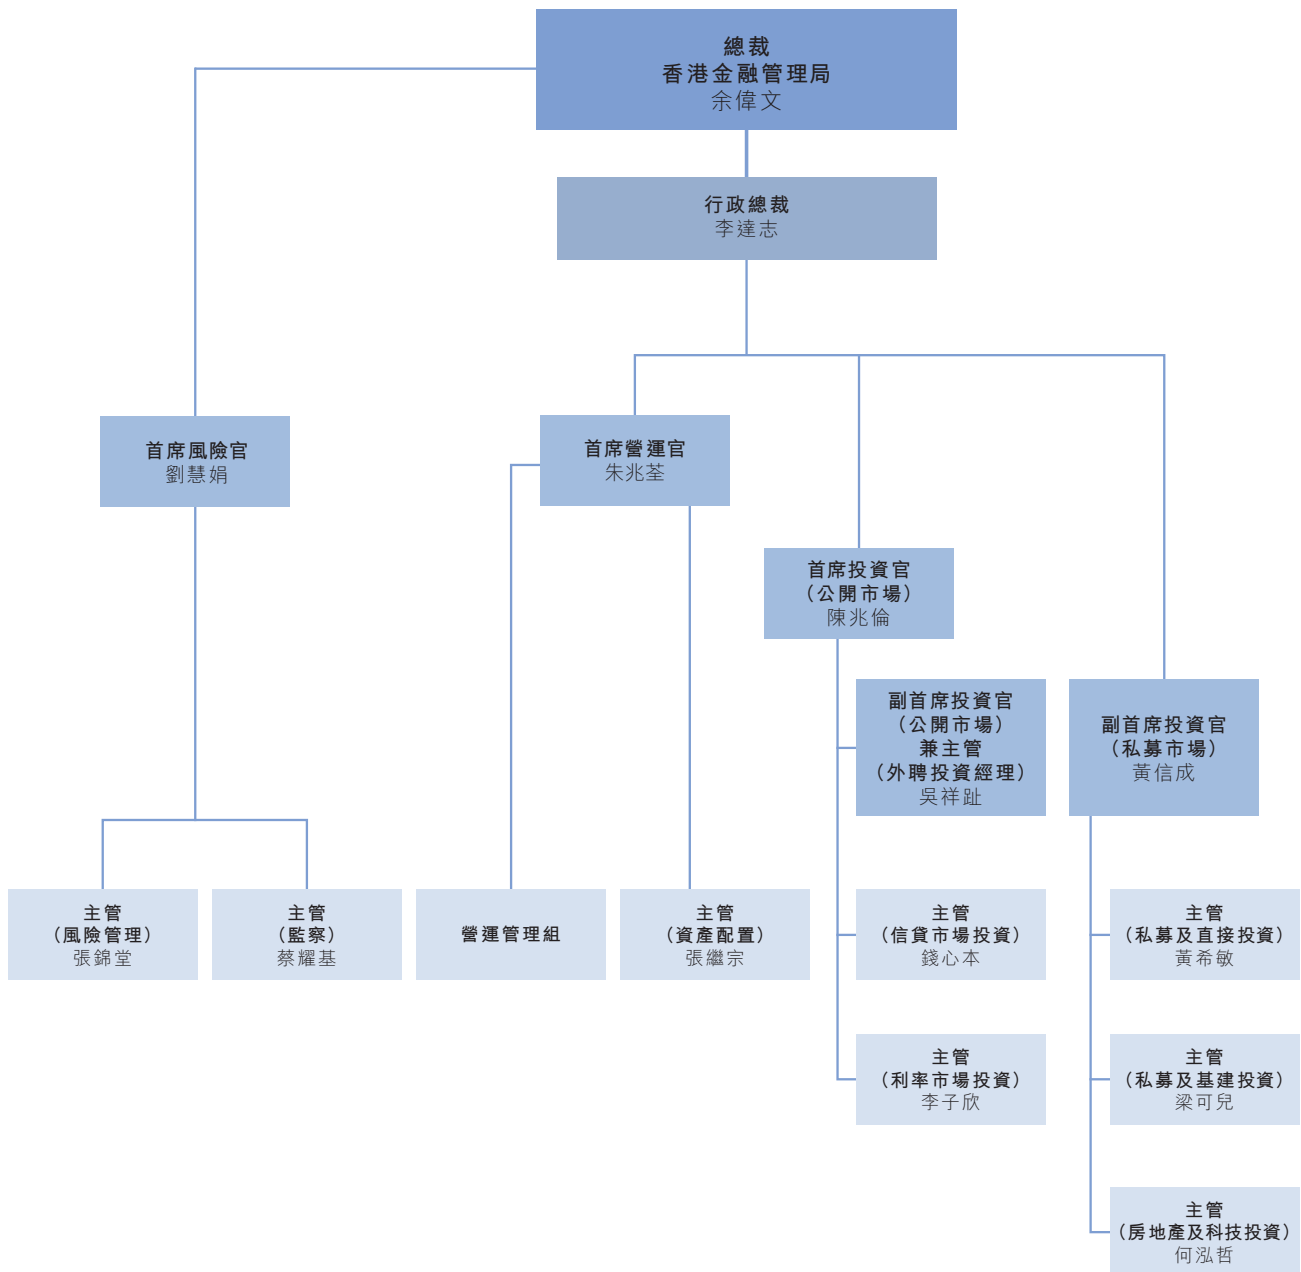 總裁
香港金融管理局
余偉文
行政總裁
李達志
首席風險官
劉慧娟
首席營運官
朱兆荃
首席投資官
（公開市場）
陳兆倫
副首席投資官
（公開市場）
兼主管
（外聘投資經理）
吳祥趾
副首席投資官
（私募市場）
黃信成
主管
（風險管理）
張錦堂
主管
（監察）
蔡耀基
營運管理組
主管
（資產配置）
張繼宗
主管
（信貸市場投資）
錢心本
主管
（私募及直接投資）
黃希敏
主管
（利率市場投資）
李子欣
主管
（私募及基建投資）
梁可兒
主管
（房地產及科技投資）
何泓哲